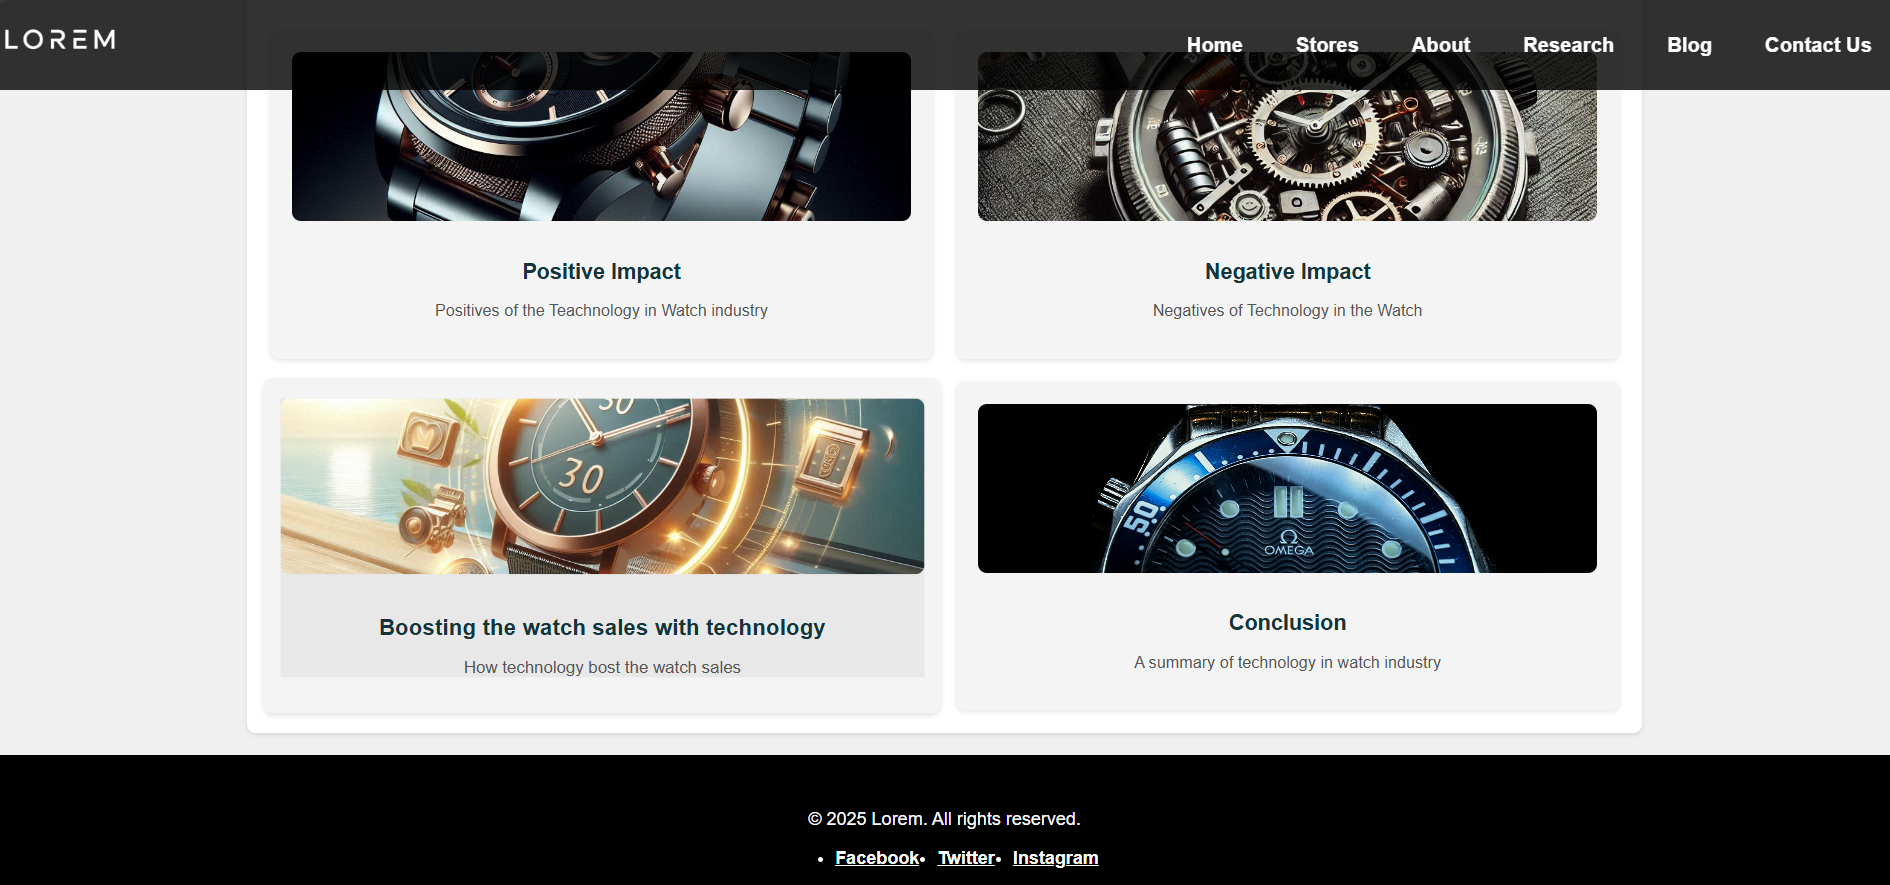 LOREM
Home Stores About Research Blog Contact Us
Positive Impact
Positives of the Teachnology in Watch industry
Negative Impact
Negatives of Technology in the Watch
30
30
50
OMEGA
Boosting the watch sales with technology
How technology bost the watch sales
Conclusion
A summary of technology in watch industry
© 2025 Lorem. All rights reserved.
• Facebook • Twitter • Instagram